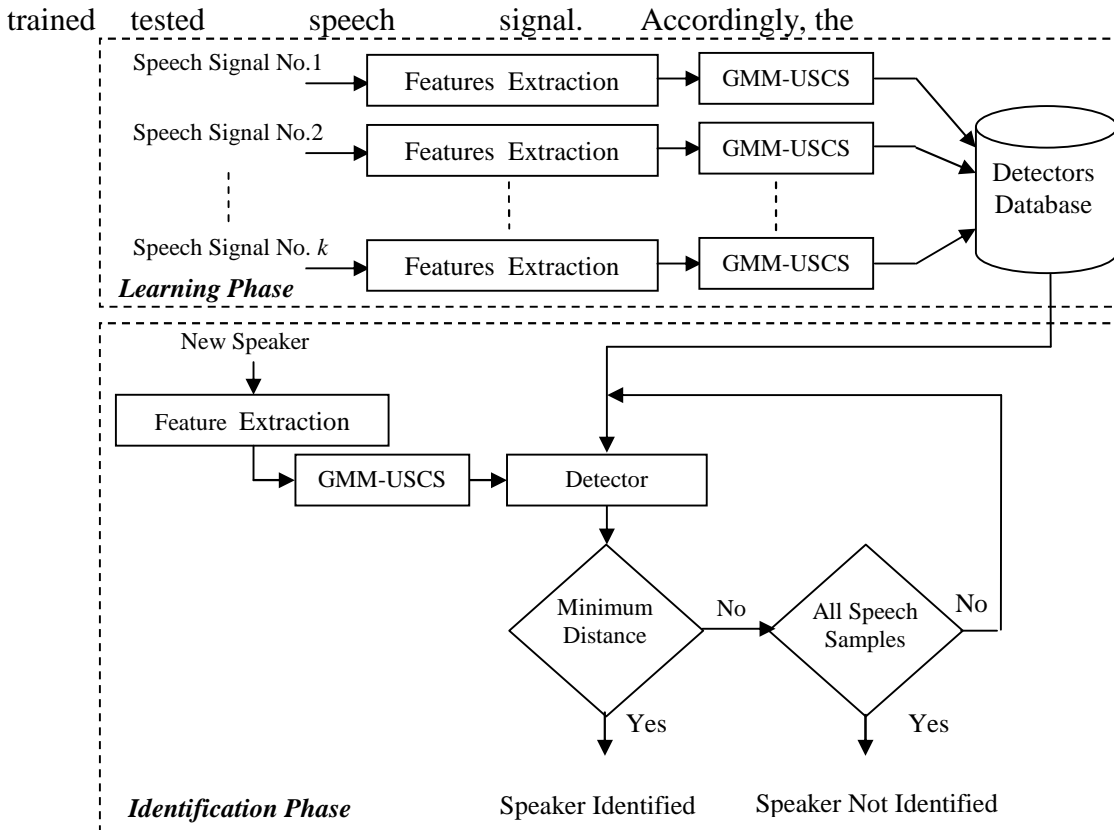 trained tested speech signal. Accordingly, the
Speech Signal No.1
Features Extraction
GMM-USCS
Speech Signal No.2
Features Extraction
GMM-USCS
Detectors
Database
Speech Signal No. k
Features Extraction
GMM-USCS
Learning Phase
New Speaker
Feature Extraction
GMM-USCS
Detector
Minimum
Distance
No
All Speech
Samples
No
Yes
Yes
Speaker Identified
Speaker Not Identified
Identification Phase